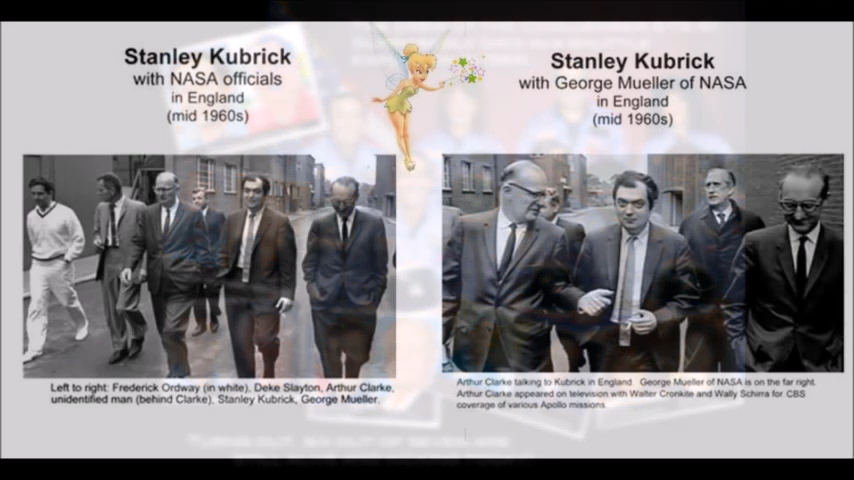 Stanley Kubrick
with NASA officials
in England
(mid 1960s)
Stanley Kubrick
with George Mueller of NASA
in England
(mid 1960s)
Left to right: Frederick Ordway (in white), Deke Slayton, Arthur Clarke,
unidentified man (behind Clarke), Stanley Kubrick, George Mueller.
Arthur Clarke talking to Kubrick in England. George Mueller of NASA is on the far right.
Arthur Clarke appeared on television with Walter Cronkite and Wally Schirra for CBS
coverage of various Apollo missions.